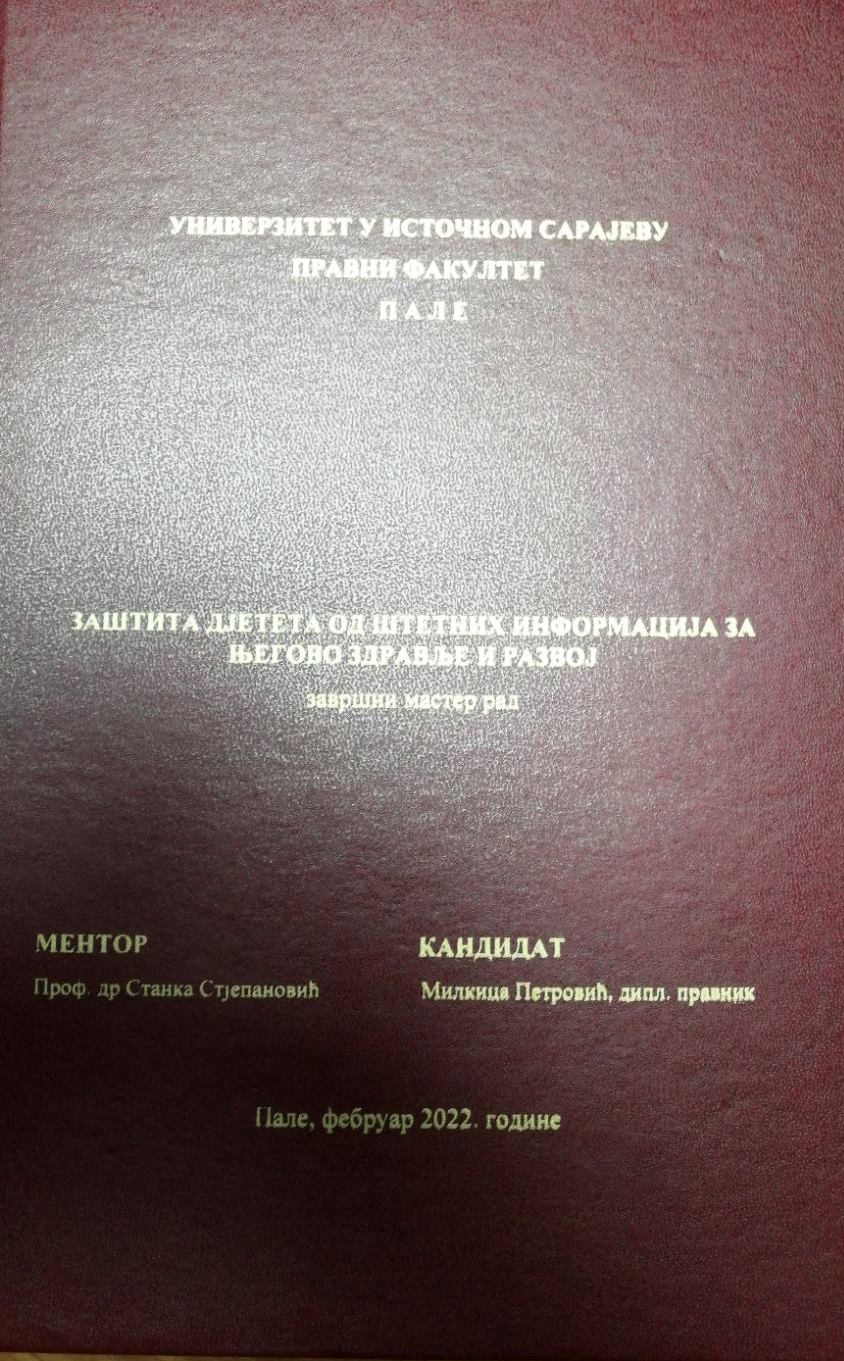 УНИВЕРЗИТЕТ У ИСТОЧНОМ САРАЈЕВУ
ПРАВНИ ФАКУЛТЕТ
П А Л Е
ЗАШТИТА ДЈЕТЕТА ОД ШТЕТНИХ ИНФОРМАЦИЈА ЗА
ЊЕГОВО ЗДРАВЉЕ И РАЗВОЈ
завршни мастер рад
МЕНТОР
Проф. др Станка Стјепановић
КАНДИДАТ
Милкица Петровић, дипл. правник
Пале, фебруар 2022. године